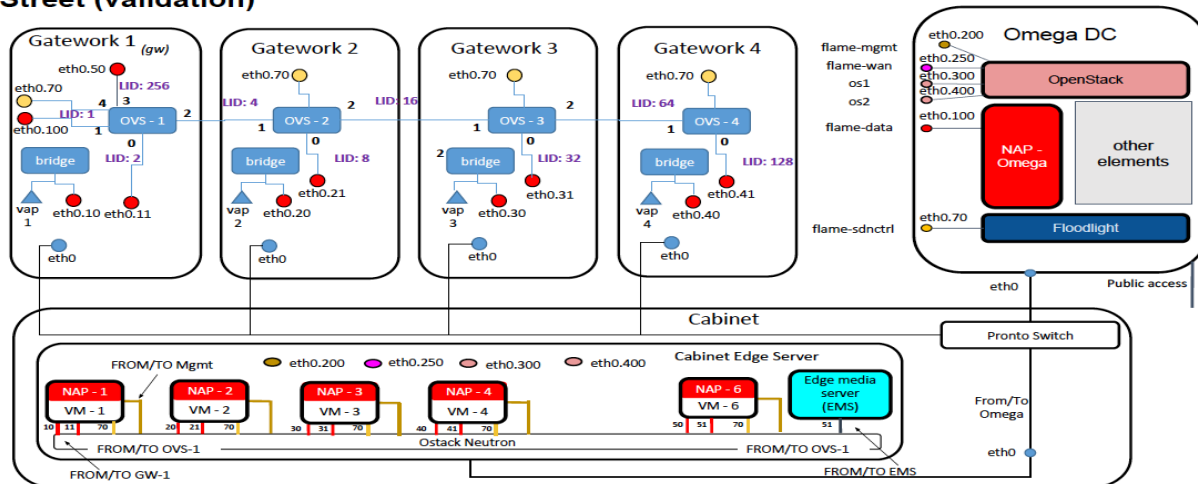 Street (validation)
Gatework 1 (gw)
eth0.50
eth0.70
LID: 256
4
3
LID: 1
OVS - 1
2
eth0.100
1
0
bridge
LID: 2
vap
1
eth0.10
eth0.11
eth0
Gatework 2
eth0.70
LID: 4
2
LID: 16
OVS - 2
1
0
bridge
LID: 8
eth0.21
vap
2
eth0.20
eth0
Gatework 3
eth0.70
2
OVS - 3
1
0
2
bridge
LID: 32
eth0.31
vap
3
eth0.30
eth0
Gatework 4
eth0.70
LID: 64
OVS - 4
1
0
bridge
LID: 128
eth0.41
vap
4
eth0.40
eth0
Omega DC
flame-mgmt
eth0.200
flame-wan
eth0.250
os1
eth0.300
os2
eth0.400
OpenStack
flame-data
eth0.100
NAP -
Omega
other
elements
flame-sdnctrl
eth0.70
Floodlight
eth0
Public access
Cabinet
Pronto Switch
FROM/TO Mgmt
eth0.200
eth0.250
eth0.300
eth0.400
Cabinet Edge Server
NAP - 1
VM - 1
10
11
70
NAP - 2
VM - 2
20
21
70
NAP - 3
VM - 3
30
31
70
NAP - 4
VM - 4
40
41
70
NAP - 6
VM - 6
50
51
70
Edge media
server
(EMS)
51
From/To
Omega
Ostack Neutron
FROM/TO OVS-1
FROM/TO OVS-1
FROM/TO GW-1
FROM/TO EMS
eth0